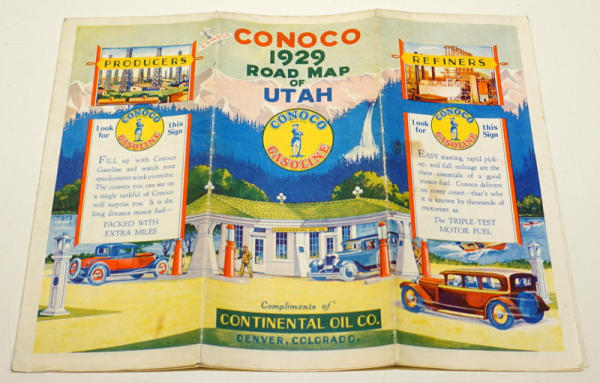 CONOCO
1929
ROAD MAP
OF
UTAH
PRODUCERS
Look for this Sign
CONOCO
GASOLINE
FILL up with Conoco
Gasoline and watch your
speedometer work overtime.
The country you can see on
a single tankful of Conoco
will surprise you. It is the
long distance motor fuel—
PACKED WITH
EXTRA MILES
CONOCO
GASOLINE
REFINERS
Look for this Sign
CONOCO
GASOLINE
EASY starting, rapid pick-
up, and full mileage are the
three essentials of a good
motor fuel. Conoco delivers
on every count—that's why
it is known by thousands of
motorists as
The TRIPLE-TEST
MOTOR FUEL
CONTINENTAL OIL CO.
Compliments of
CONTINENTAL OIL CO.
DENVER, COLORADO.